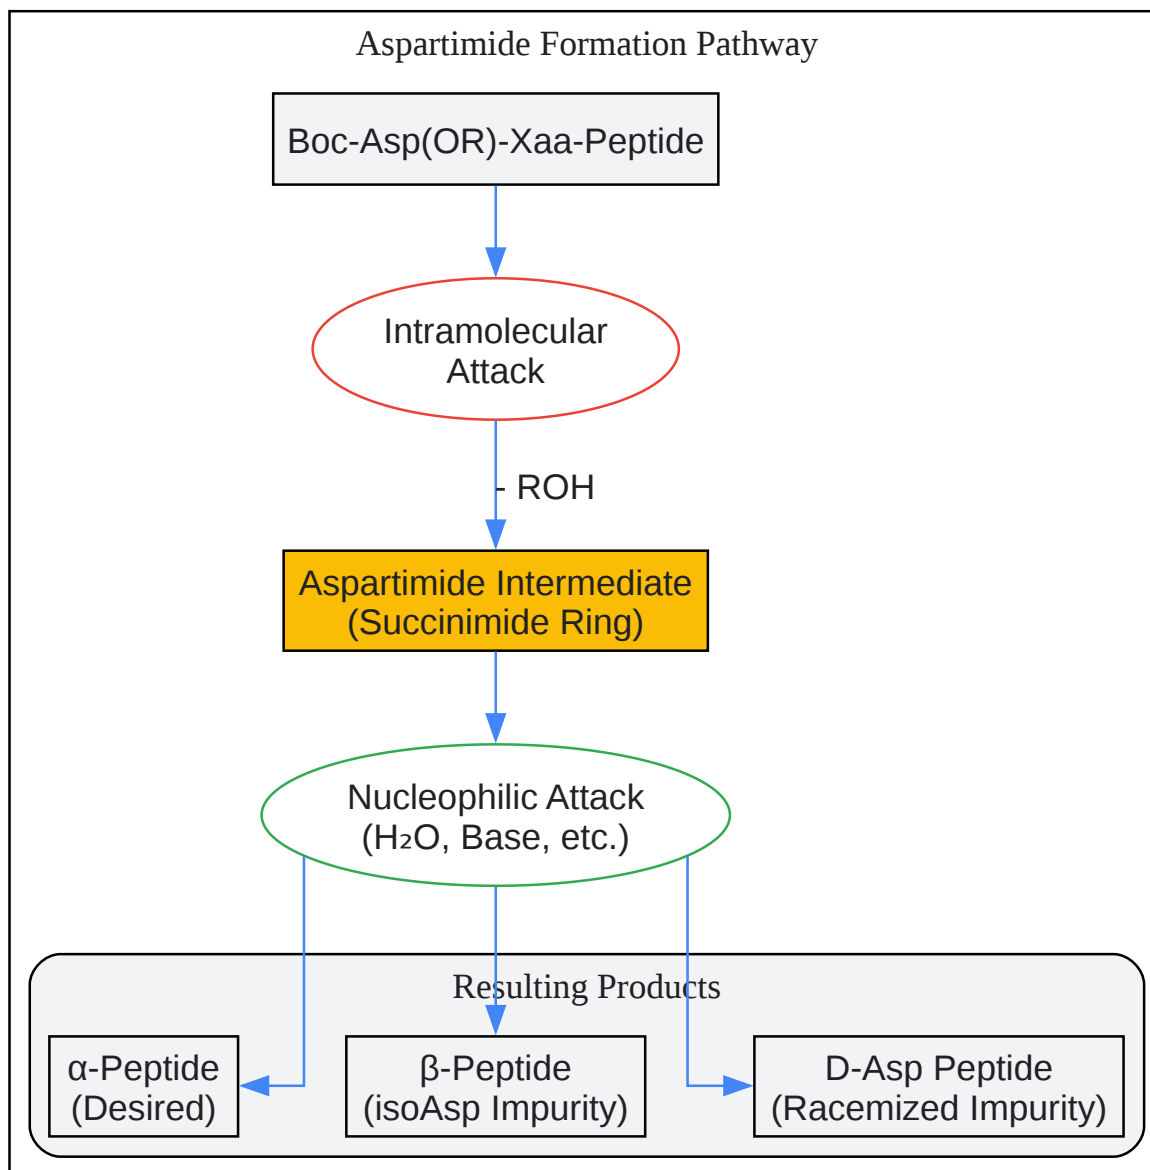 Aspartimide Formation Pathway
Boc-Asp(OR)-Xaa-Peptide
Intramolecular
Attack
- ROH
Aspartimide Intermediate
(Succinimide Ring)
Nucleophilic Attack
(H₂O, Base, etc.)
Resulting Products
α-Peptide
(Desired)
β-Peptide
(isoAsp Impurity)
D-Asp Peptide
(Racemized Impurity)